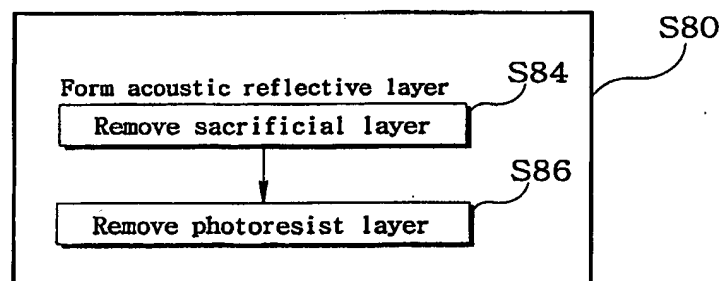 S80
Form acoustic reflective layer
S84
Remove sacrificial layer
S86
Remove photoresist layer